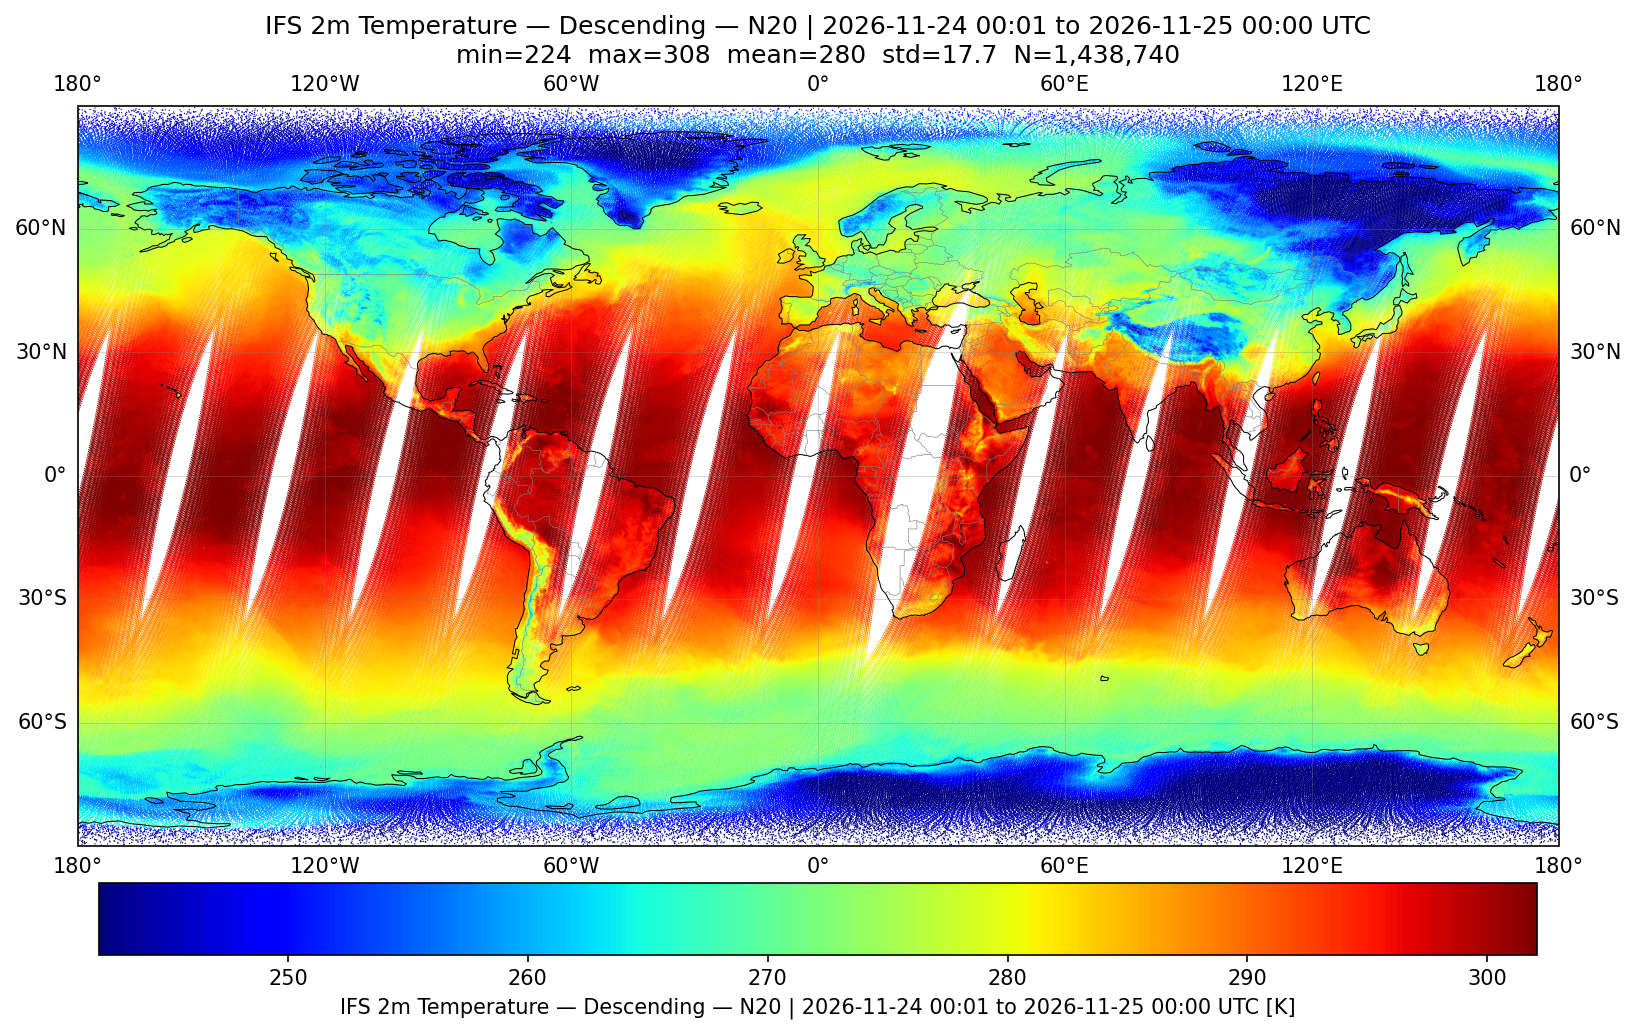 IFS 2m Temperature — Descending — N20 | 2026-11-24 00:01 to 2026-11-25 00:00 UTC
min=224 max=308 mean=280 std=17.7 N=1,438,740
180° 120°W 60°W 0° 60°E 120°E 180°
60°N 60°N
30°N 30°N
0° 0°
30°S 30°S
60°S 60°S
180° 120°W 60°W 0° 60°E 120°E 180°
250 260 270 280 290 300
IFS 2m Temperature — Descending — N20 | 2026-11-24 00:01 to 2026-11-25 00:00 UTC [K]